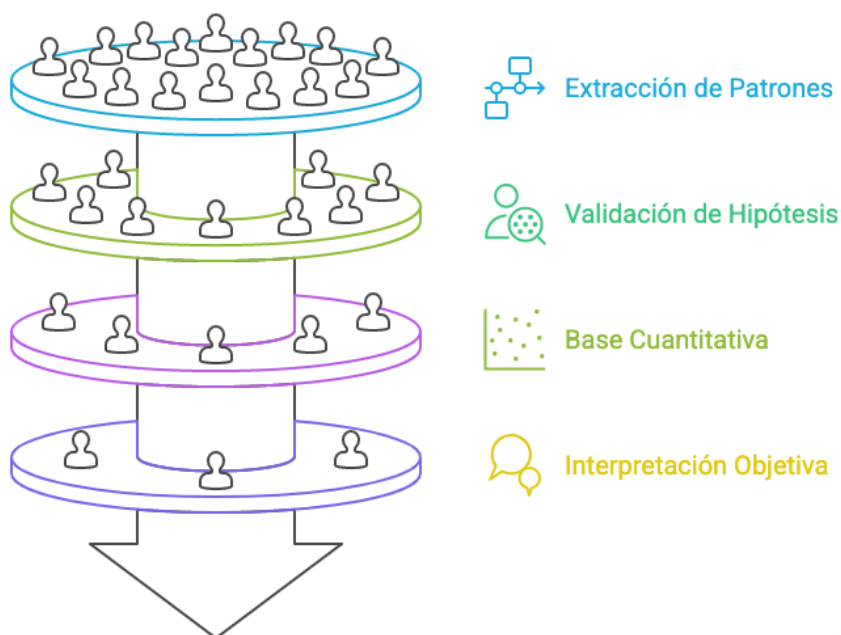 Extracción de Patrones
Validación de Hipótesis
Base Cuantitativa
Interpretación Objetiva